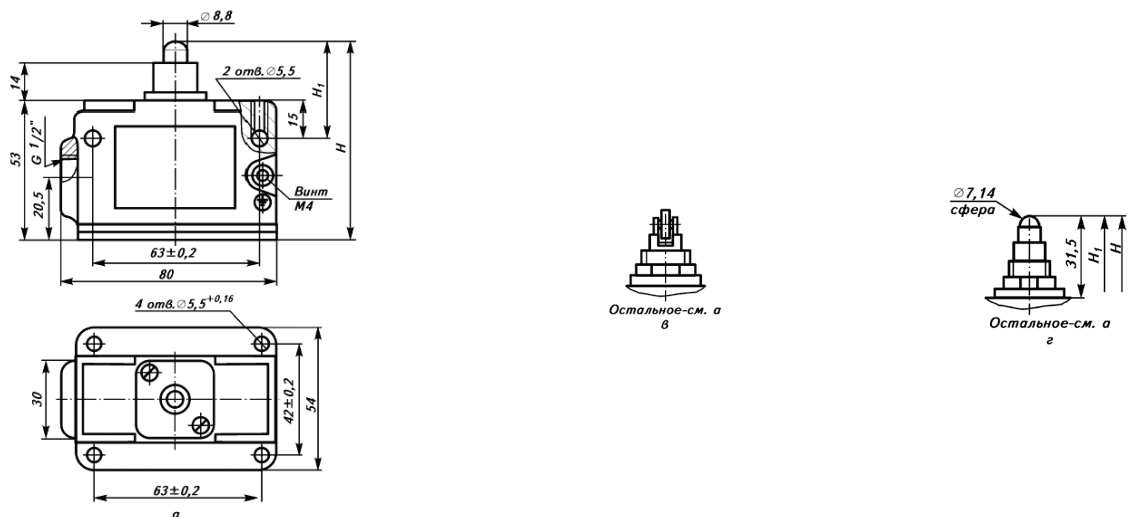 ⌀8,8
2 отв.⌀5,5
14
53
G 1/2"
20,5
15
H₁
H
Винт
М4
63±0,2
80
4 отв.⌀5,5+0,16
30
42±0,2
54
63±0,2
а
Остальное-см. а
в
⌀7,14
сфера
31,5
H₁
H
Остальное-см. а
г